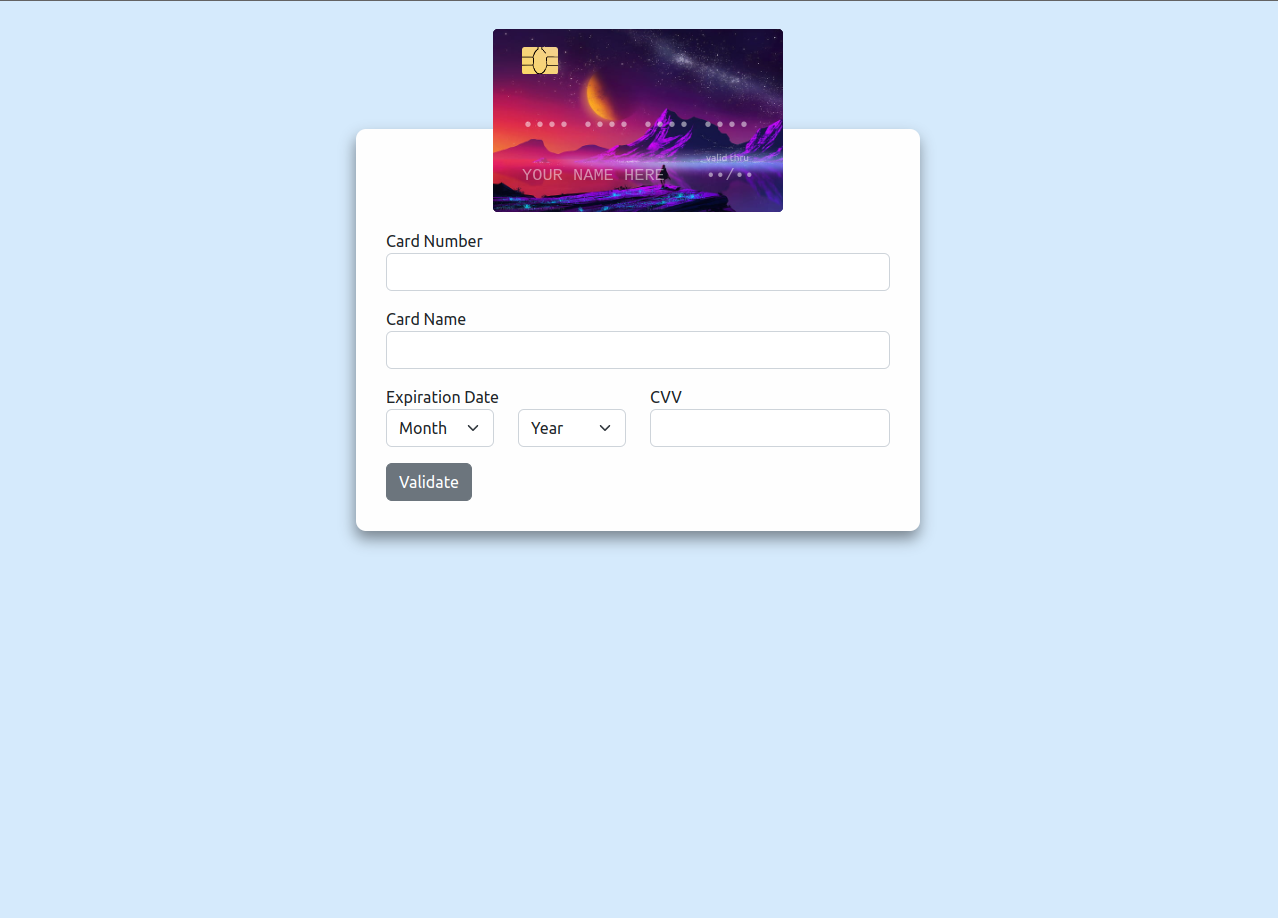 •••• •••• •••• ••••
valid thru
YOUR NAME HERE ••/••
Card Number
Card Name
Expiration Date CVV
Month Year
Validate